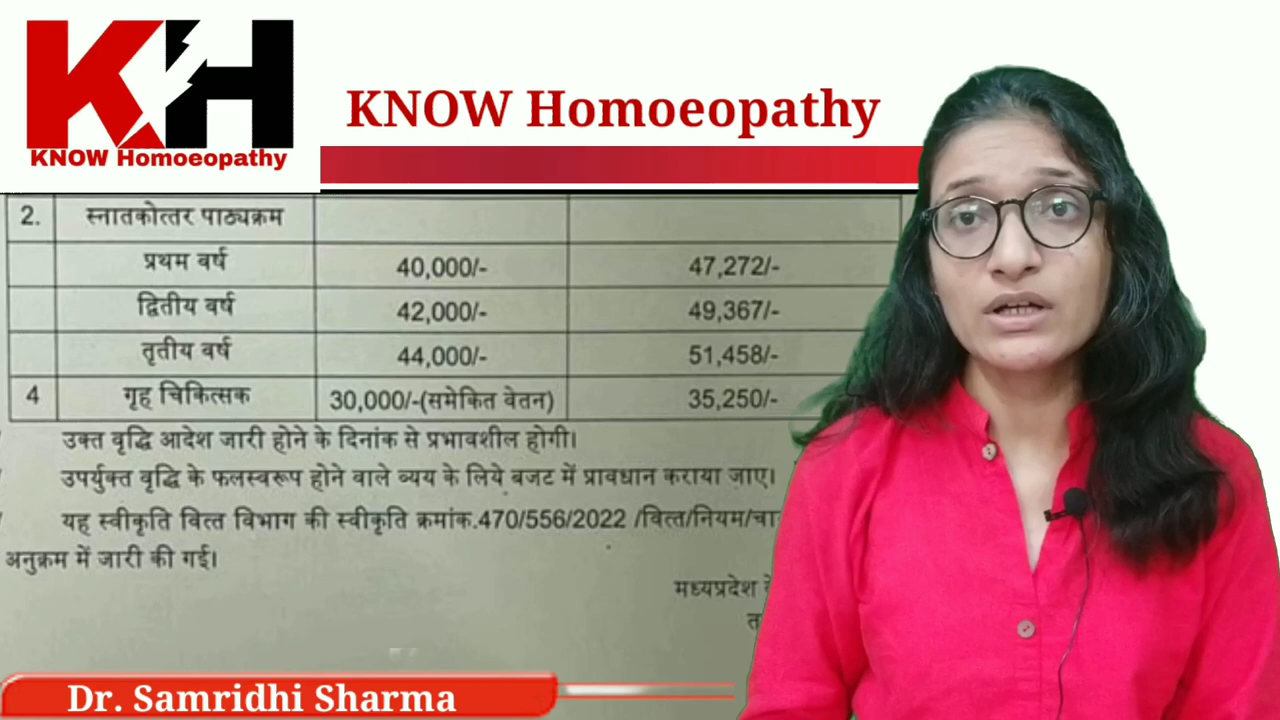 KH
KNOW Homoeopathy
KNOW Homoeopathy
2. स्नातकोत्तर पाठ्यक्रम
प्रथम वर्ष 40,000/- 47,272/-
द्वितीय वर्ष 42,000/- 49,367/-
तृतीय वर्ष 44,000/- 51,458/-
4 गृह चिकित्सक 30,000/-(समेकित वेतन) 35,250/-
उक्त वृद्धि आदेश जारी होने के दिनांक से प्रभावशील होगी।
उपर्युक्त वृद्धि के फलस्वरूप होने वाले व्यय के लिये बजट में प्रावधान कराया जाए।
यह स्वीकृति वित्त विभाग की स्वीकृति क्रमांक.470/556/2022 /वित्त/नियम/
अनुक्रम में जारी की गई।
मध्यप्रदेश
Dr. Samridhi Sharma